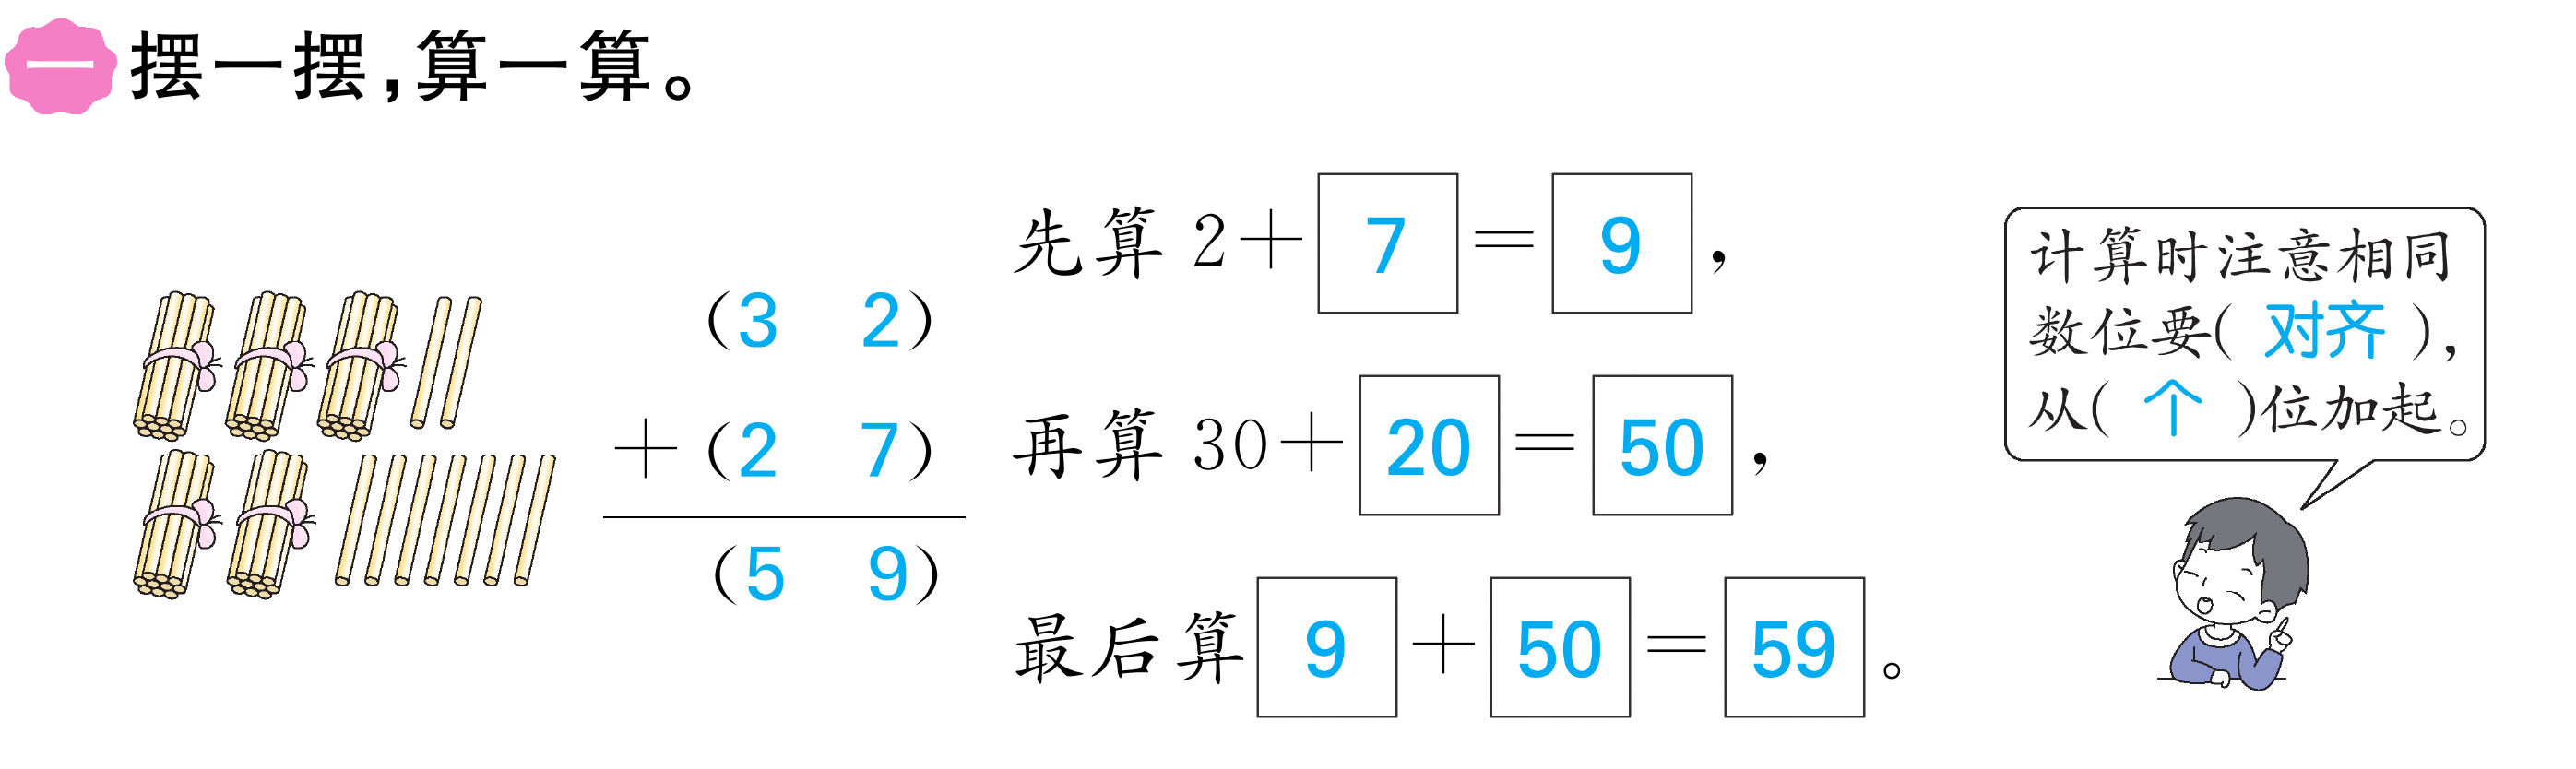 一 摆一摆,算一算。
(3 2)
+(2 7)
(5 9)
先算 2+7=9,
再算 30+20=50,
最后算 9+50=59。
计算时注意相同
数位要( 对齐 ),
从( 个 )位加起。